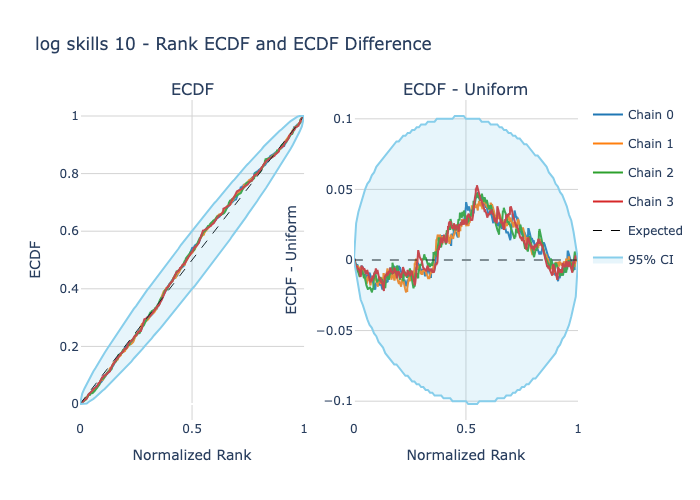 log skills 10 - Rank ECDF and ECDF Difference
ECDF
ECDF
1
0.8
0.6
0.4
0.2
0
0
0.5
1
Normalized Rank
ECDF - Uniform
ECDF - Uniform
0.1
0.05
0
−0.05
−0.1
0
0.5
1
Normalized Rank
Chain 0
Chain 1
Chain 2
Chain 3
Expected
95% CI